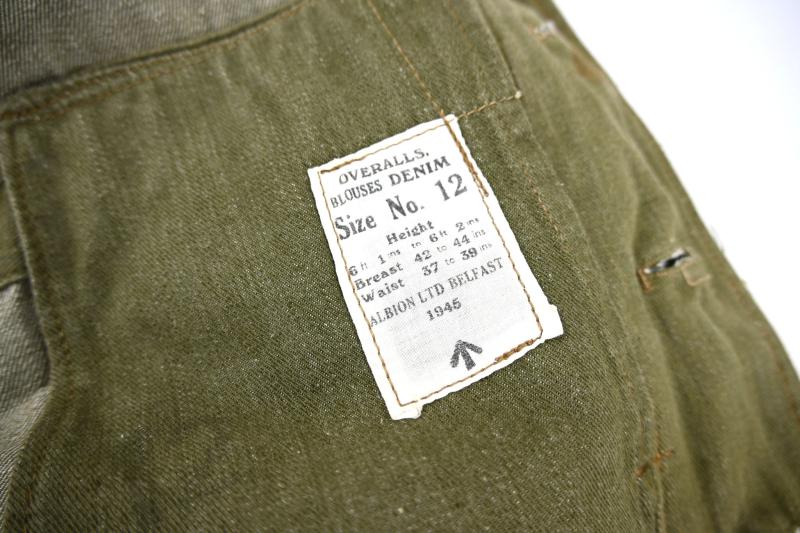 OVERALLS.
BLOUSES DENIM
Size No. 12
Height
6 ft 1 ins to 6 ft 2 ins
Breast 42 to 44 ins
Waist 37 to 39 ins
ALBION LTD BELFAST
1945